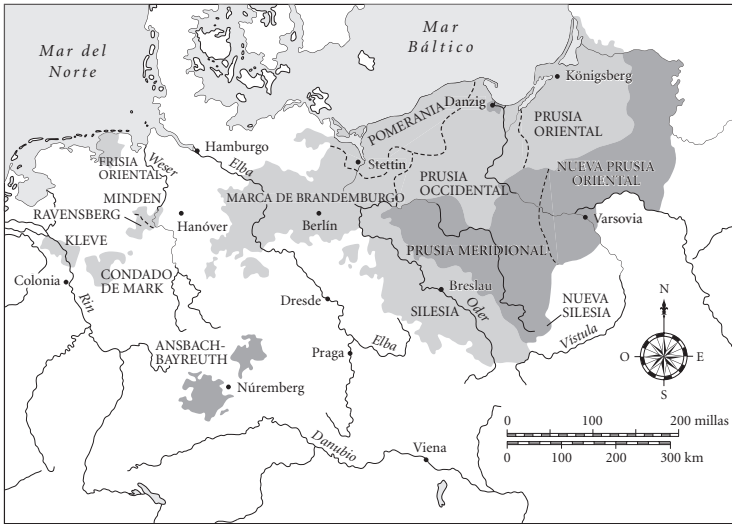 Mar del
Norte
Mar
Báltico
Königsberg
Danzig
POMERANIA
PRUSIA
ORIENTAL
Hamburgo
Elba
Weser
FRISIA
ORIENTAL
Stettin
PRUSIA
OCCIDENTAL
NUEVA PRUSIA
ORIENTAL
MINDEN
RAVENSBERG
MARCA DE BRANDEMBURGO
Hanóver
Berlín
Varsovia
KLEVE
PRUSIA MERIDIONAL
Colonia
CONDADO
DE MARK
Rin
Dresde
Breslau
SILESIA
Oder
NUEVA
SILESIA
Vístula
ANSBACH-
BAYREUTH
Elba
Praga
Núremberg
N
O
E
S
0 100 200 millas
0 100 200 300 km
Danubio
Viena